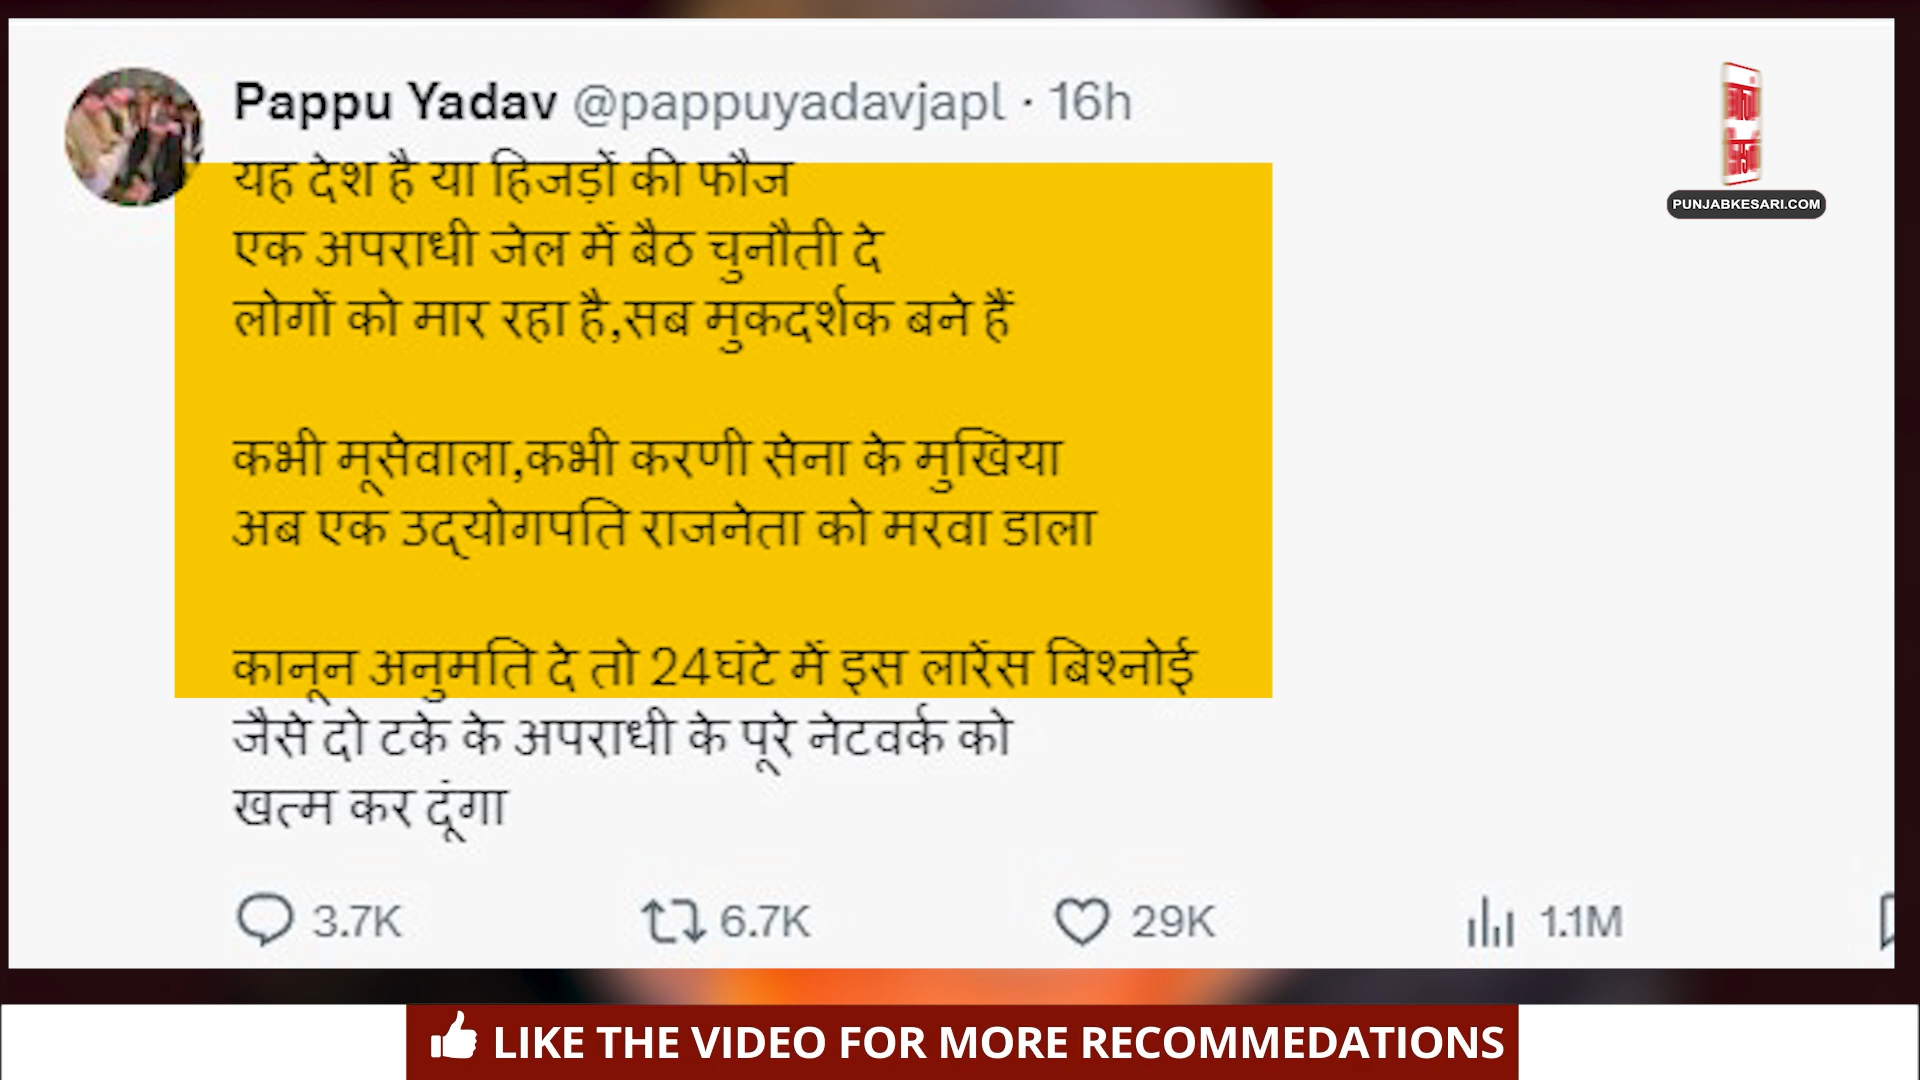 Pappu Yadav @pappuyadavjapl · 16h
यह देश है या हिजड़ों की फौज
एक अपराधी जेल में बैठ चुनौती दे
लोगों को मार रहा है,सब मुकदर्शक बने हैं
कभी मूसेवाला,कभी करणी सेना के मुखिया
अब एक उद्योगपति राजनेता को मरवा डाला
कानून अनुमति दे तो 24घंटे में इस लारेंस बिश्नोई
जैसे दो टके के अपराधी के पूरे नेटवर्क को
खत्म कर दूंगा
3.7K 6.7K 29K 1.1M
PUNJABKESARI.COM
LIKE THE VIDEO FOR MORE RECOMMEDATIONS